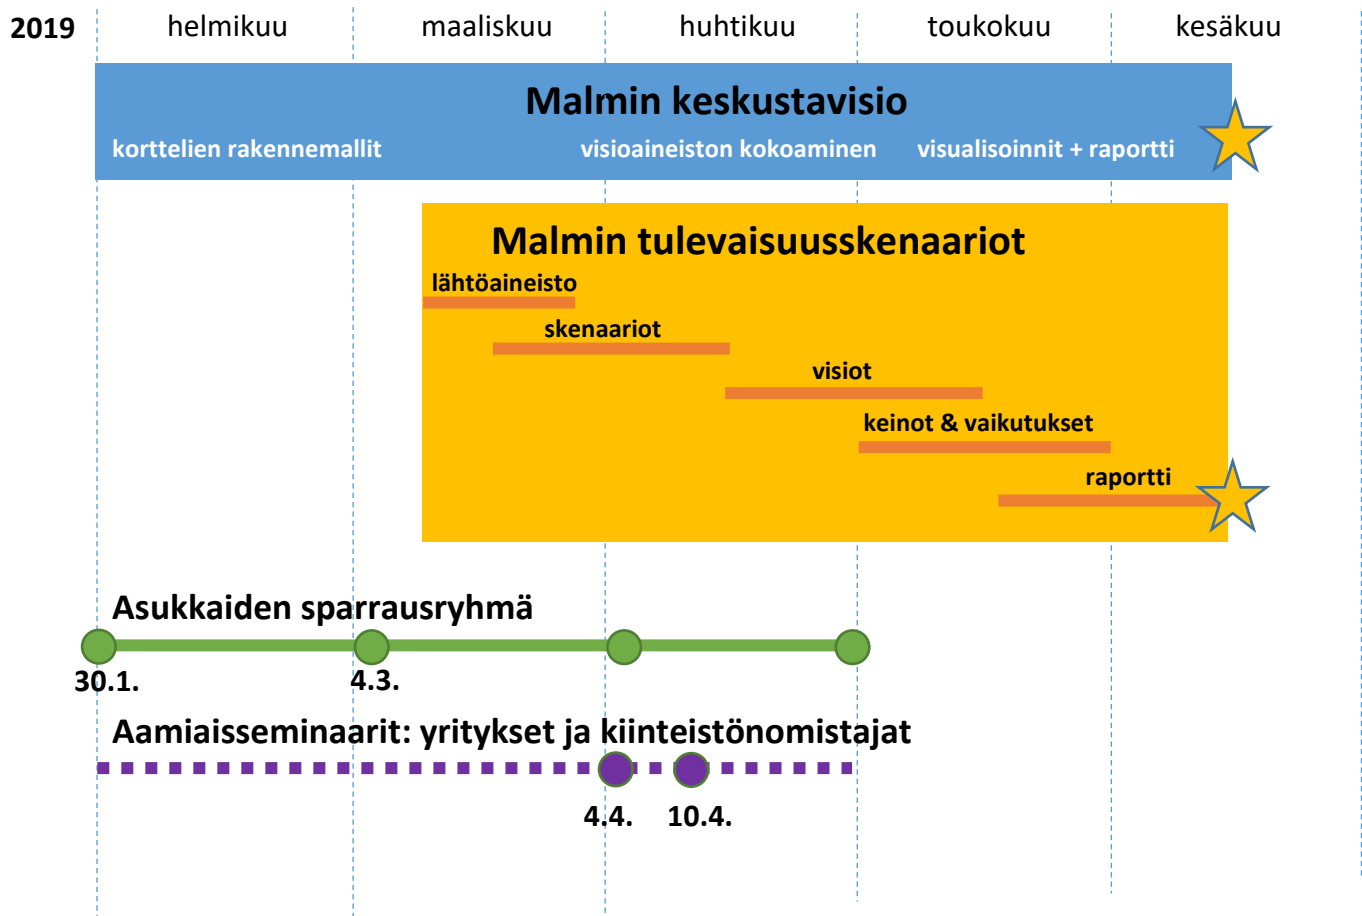 2019 helmikuu maaliskuu huhtikuu toukokuu kesäkuu
Malmin keskustavisio
korttelien rakennemallit visioaineiston kokoaminen visualisoinnit + raportti
Malmin tulevaisuusskenaariot
lähtöaineisto
skenaariot
visiot
keinot & vaikutukset
raportti
Asukkaiden sparrausryhmä
30.1. 4.3.
Aamiaisseminaarit: yritykset ja kiinteistönomistajat
4.4. 10.4.